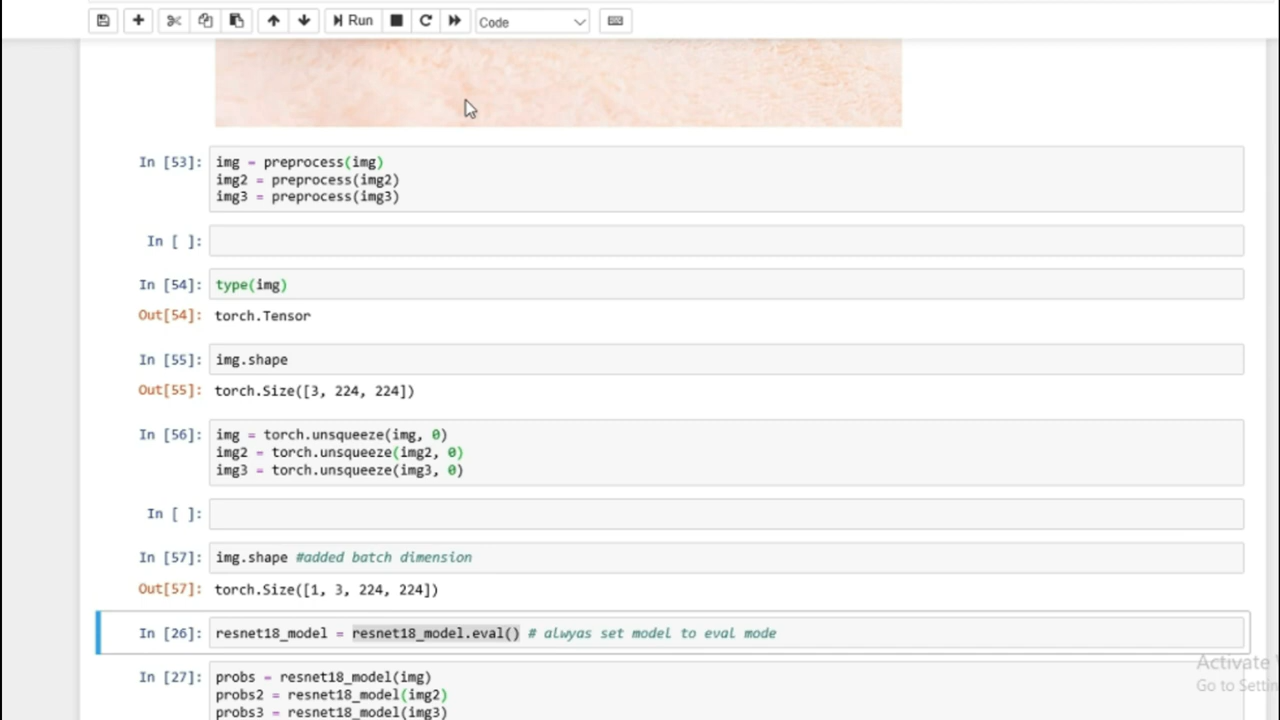 Run
Code
In [53]:
img = preprocess(img)
img2 = preprocess(img2)
img3 = preprocess(img3)
In [ ]:
In [54]:
type(img)
Out[54]:
torch.Tensor
In [55]:
img.shape
Out[55]:
torch.Size([3, 224, 224])
In [56]:
img = torch.unsqueeze(img, 0)
img2 = torch.unsqueeze(img2, 0)
img3 = torch.unsqueeze(img3, 0)
In [ ]:
In [57]:
img.shape #added batch dimension
Out[57]:
torch.Size([1, 3, 224, 224])
In [26]:
resnet18_model = resnet18_model.eval() # alwyas set model to eval mode
In [27]:
probs = resnet18_model(img)
probs2 = resnet18_model(img2)
probs3 = resnet18_model(img3)
Activate
Go to